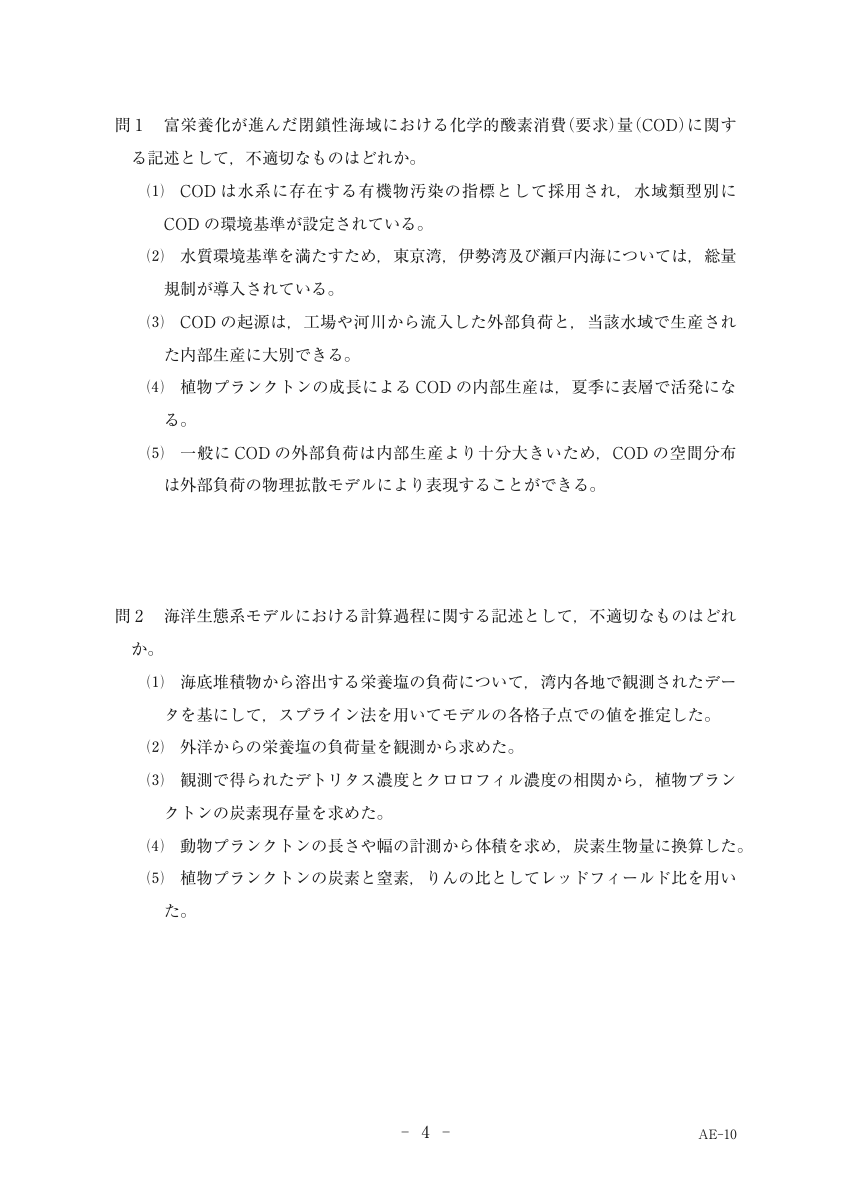 問1　富栄養化が進んだ閉鎖性海域における化学的酸素消費(要求)量(COD)に関す
る記述として，不適切なものはどれか。
⑴　COD は水系に存在する有機物汚染の指標として採用され，水域類型別に
COD の環境基準が設定されている。
⑵　水質環境基準を満たすため，東京湾，伊勢湾及び瀬戸内海については，総量
規制が導入されている。
⑶　COD の起源は，工場や河川から流入した外部負荷と，当該水域で生産され
た内部生産に大別できる。
⑷　植物プランクトンの成長による COD の内部生産は，夏季に表層で活発にな
る。
⑸　一般に COD の外部負荷は内部生産より十分大きいため，COD の空間分布
は外部負荷の物理拡散モデルにより表現することができる。
問2　海洋生態系モデルにおける計算過程に関する記述として，不適切なものはどれ
か。
⑴　海底堆積物から溶出する栄養塩の負荷について，湾内各地で観測されたデー
タを基にして，スプライン法を用いてモデルの各格子点での値を推定した。
⑵　外洋からの栄養塩の負荷量を観測から求めた。
⑶　観測で得られたデトリタス濃度とクロロフィル濃度の相関から，植物プラン
クトンの炭素現存量を求めた。
⑷　動物プランクトンの長さや幅の計測から体積を求め，炭素生物量に換算した。
⑸　植物プランクトンの炭素と窒素，りんの比としてレッドフィールド比を用い
た。
- 4 -
AE-10